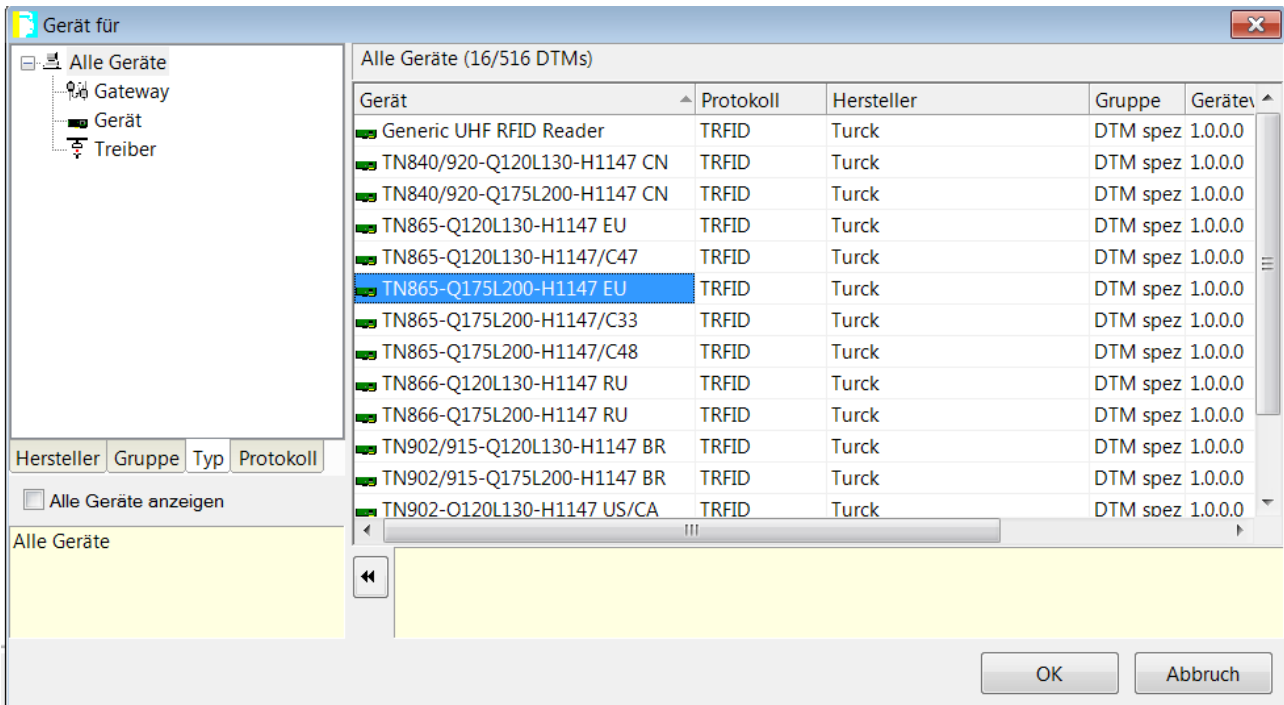 Gerät für
Alle Geräte
Gateway
Gerät
Treiber
Hersteller Gruppe Typ Protokoll
Alle Geräte anzeigen
Alle Geräte
Alle Geräte (16/516 DTMs)
Gerät Protokoll Hersteller Gruppe Gerätev
Generic UHF RFID Reader TRFID Turck DTM spez 1.0.0.0
TN840/920-Q120L130-H1147 CN TRFID Turck DTM spez 1.0.0.0
TN840/920-Q175L200-H1147 CN TRFID Turck DTM spez 1.0.0.0
TN865-Q120L130-H1147 EU TRFID Turck DTM spez 1.0.0.0
TN865-Q120L130-H1147/C47 TRFID Turck DTM spez 1.0.0.0
TN865-Q175L200-H1147 EU TRFID Turck DTM spez 1.0.0.0
TN865-Q175L200-H1147/C33 TRFID Turck DTM spez 1.0.0.0
TN865-Q175L200-H1147/C48 TRFID Turck DTM spez 1.0.0.0
TN866-Q120L130-H1147 RU TRFID Turck DTM spez 1.0.0.0
TN866-Q175L200-H1147 RU TRFID Turck DTM spez 1.0.0.0
TN902/915-Q120L130-H1147 BR TRFID Turck DTM spez 1.0.0.0
TN902/915-Q175L200-H1147 BR TRFID Turck DTM spez 1.0.0.0
TN902-Q120L130-H1147 US/CA TRFID Turck DTM spez 1.0.0.0
OK Abbruch